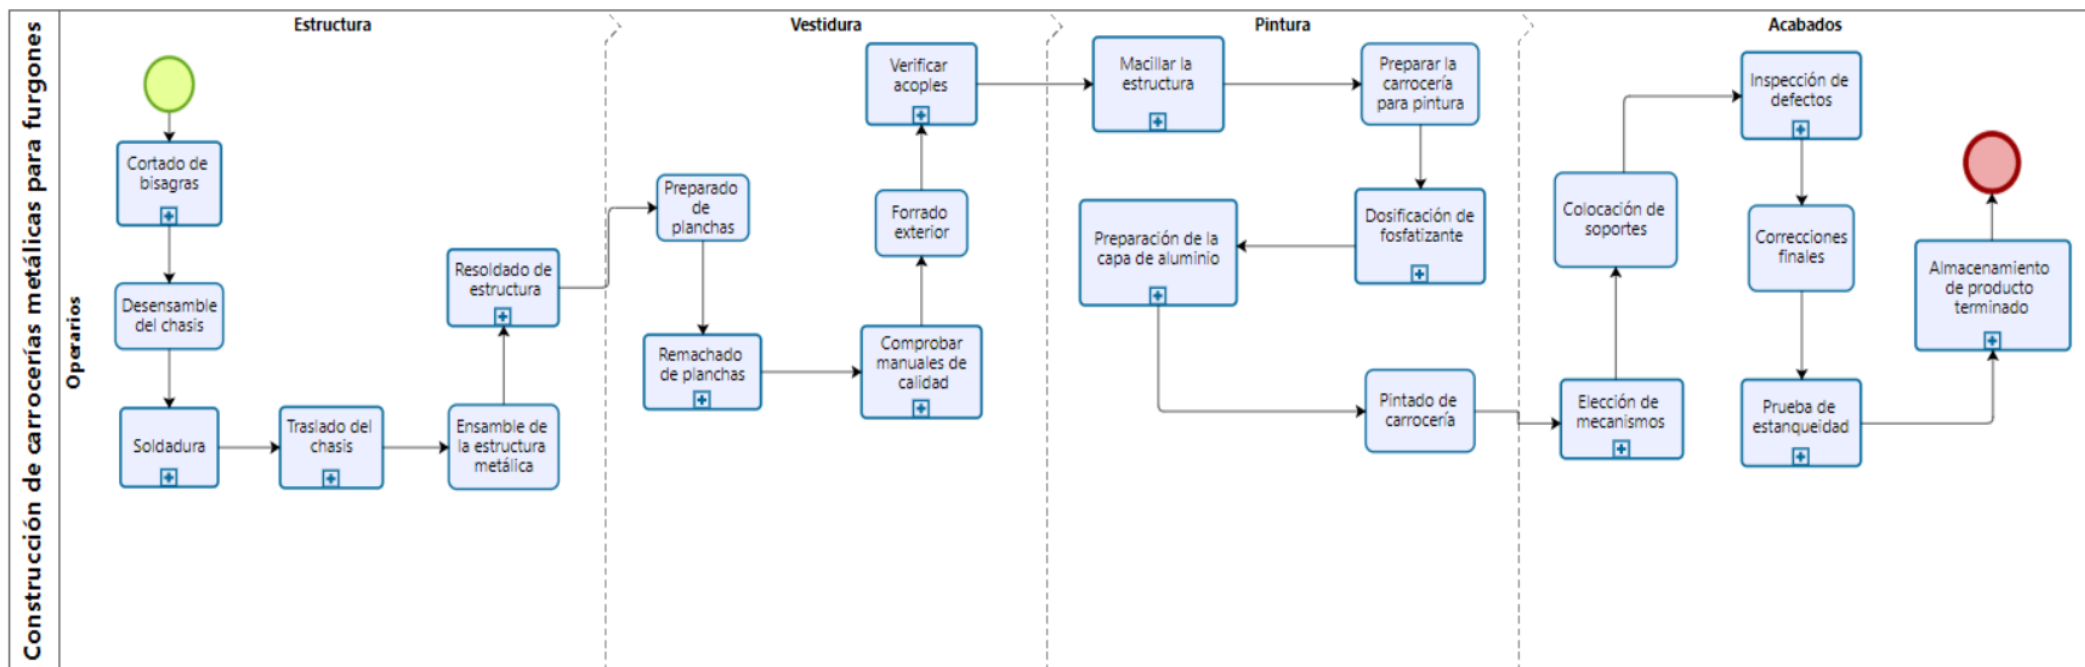 Construcción de carrocerías metálicas para furgones
Operarios
Estructura
Cortado de
bisagras
Desensamble
del chasis
Soldadura
Traslado del
chasis
Ensamble de
la estructura
metálica
Resoldado de
estructura
Vestidura
Preparado
de
planchas
Remachado
de planchas
Comprobar
manuales de
calidad
Forrado
exterior
Verificar
acoples
Pintura
Macillar la
estructura
Preparar la
carrocería
para pintura
Dosificación de
fosfatizante
Preparación de la
capa de aluminio
Pintado de
carrocería
Acabados
Elección de
mecanismos
Colocación de
soportes
Inspección de
defectos
Correcciones
finales
Prueba de
estanqueidad
Almacenamiento
de producto
terminado